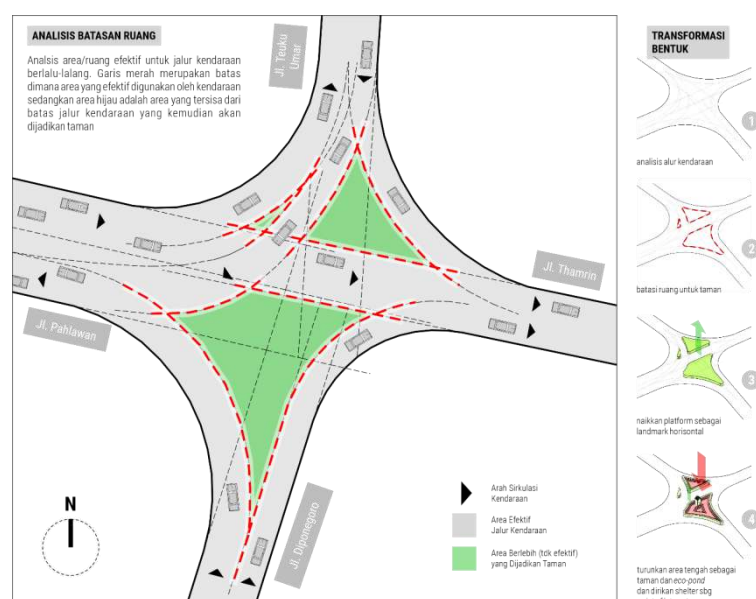 ANALISIS BATASAN RUANG
Analsis area/ruang efektif untuk jalur kendaraan
berlalu-lalang. Garis merah merupakan batas
dimana area yang efektif digunakan oleh kendaraan
sedangkan area hijau adalah area yang tersisa dari
batas jalur kendaraan yang kemudian akan
dijadikan taman
Jl. Teuku
Umar
Jl. Thamrin
Jl. Pahlawan
Jl. Diponegoro
N
Arah Sirkulasi
Kendaraan
Area Efektif
Jalur Kendaraan
Area Berlebih (tdk efektif)
yang Dijadikan Taman
TRANSFORMASI
BENTUK
1
analisis alur kendaraan
2
batasi ruang untuk taman
3
naikkan platform sebagai
landmark horisontal
4
turunkan area tengah sebagai
taman dan eco-pond
dan dirikan shelter sbg